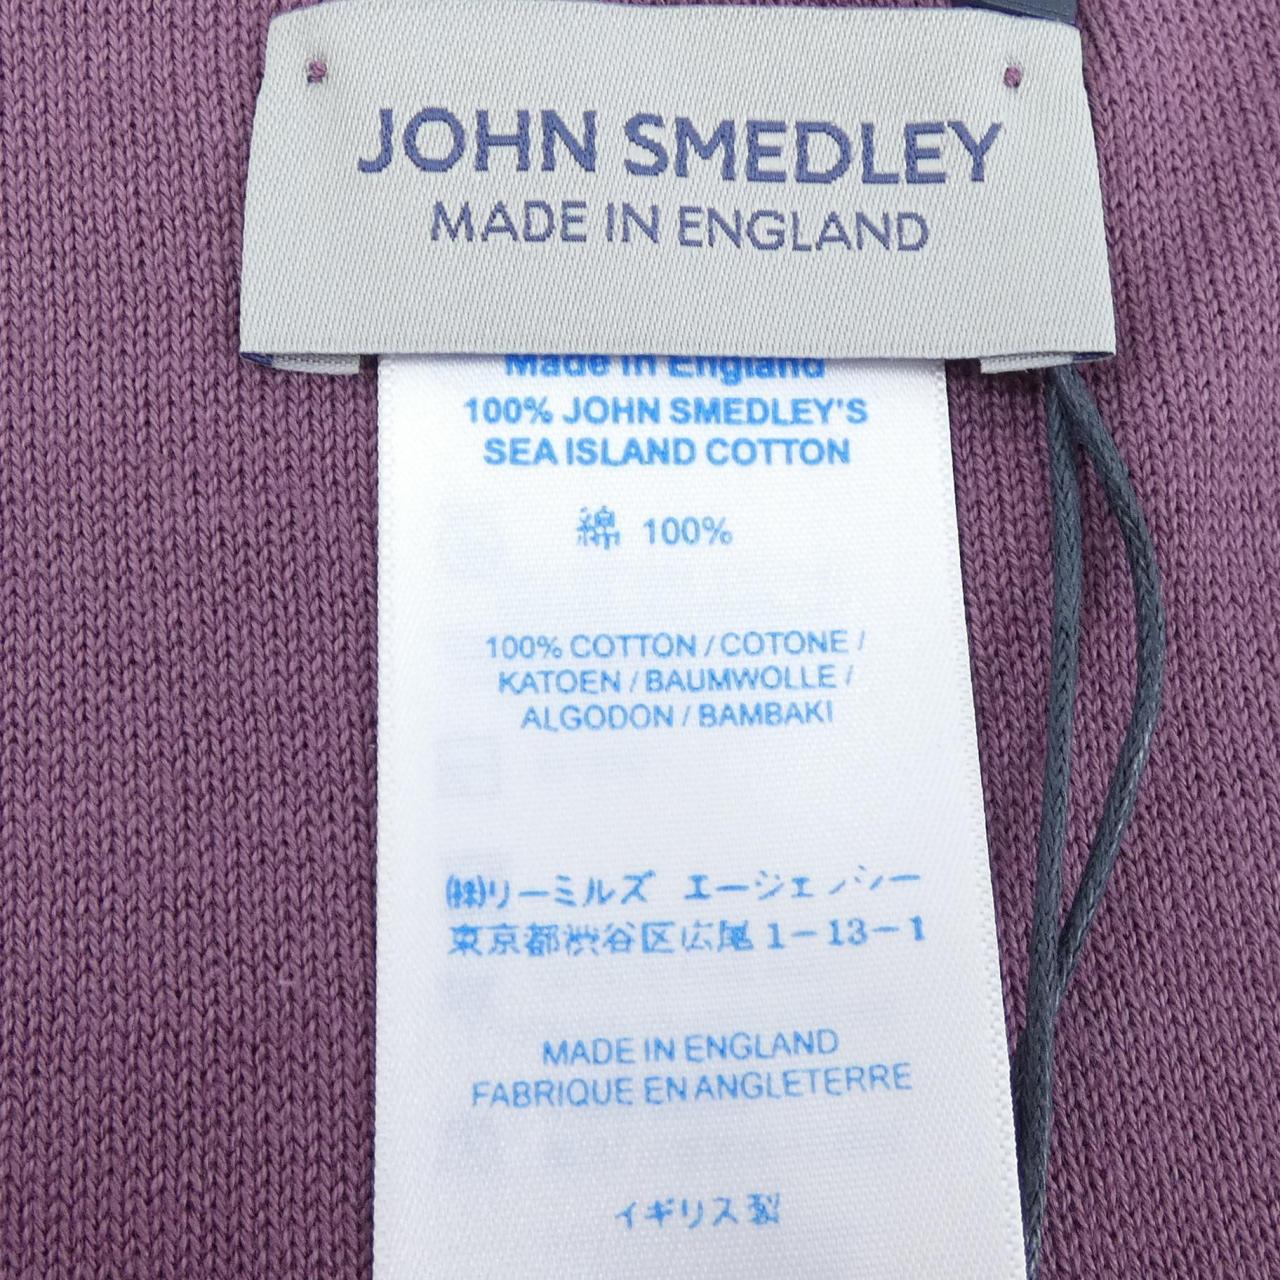 JOHN SMEDLEY
MADE IN ENGLAND
Made in England
100% JOHN SMEDLEY'S
SEA ISLAND COTTON
綿 100%
100% COTTON / COTONE /
KATOEN / BAUMWOLLE /
ALGODON / BAMBAKI
㈱リーミルズ エージェンシー
東京都渋谷区広尾1-13-1
MADE IN ENGLAND
FABRIQUE EN ANGLETERRE
イギリス製